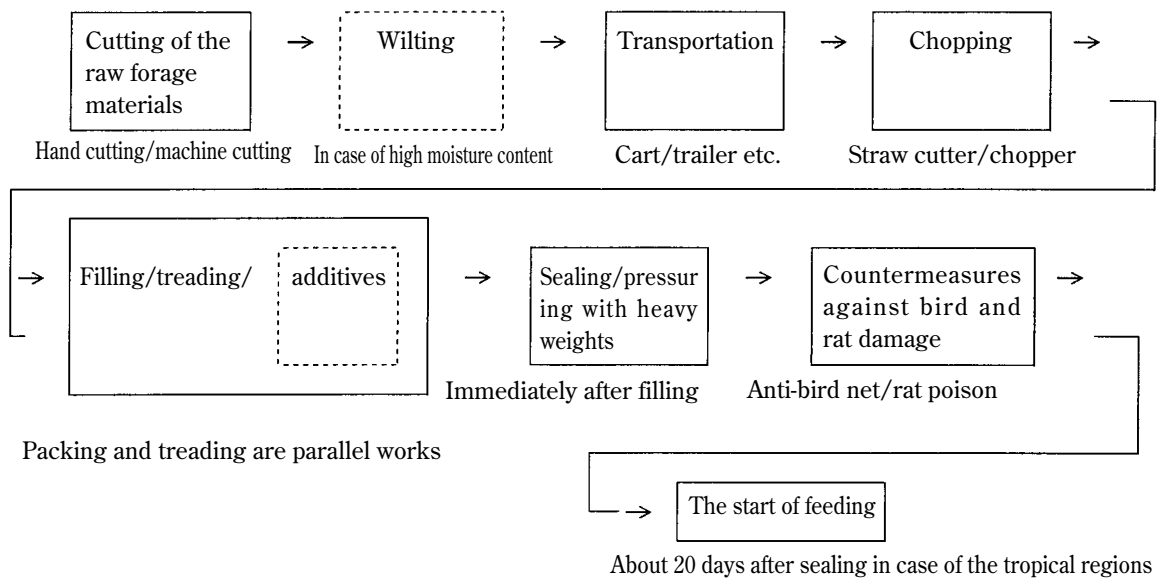 Cutting of the
raw forage
materials
Wilting
Transportation
Chopping
Hand cutting/machine cutting
In case of high moisture content
Cart/trailer etc.
Straw cutter/chopper
Filling/treading/
additives
Sealing/pressur
ing with heavy
weights
Countermeasures
against bird and
rat damage
Immediately after filling
Anti-bird net/rat poison
Packing and treading are parallel works
The start of feeding
About 20 days after sealing in case of the tropical regions